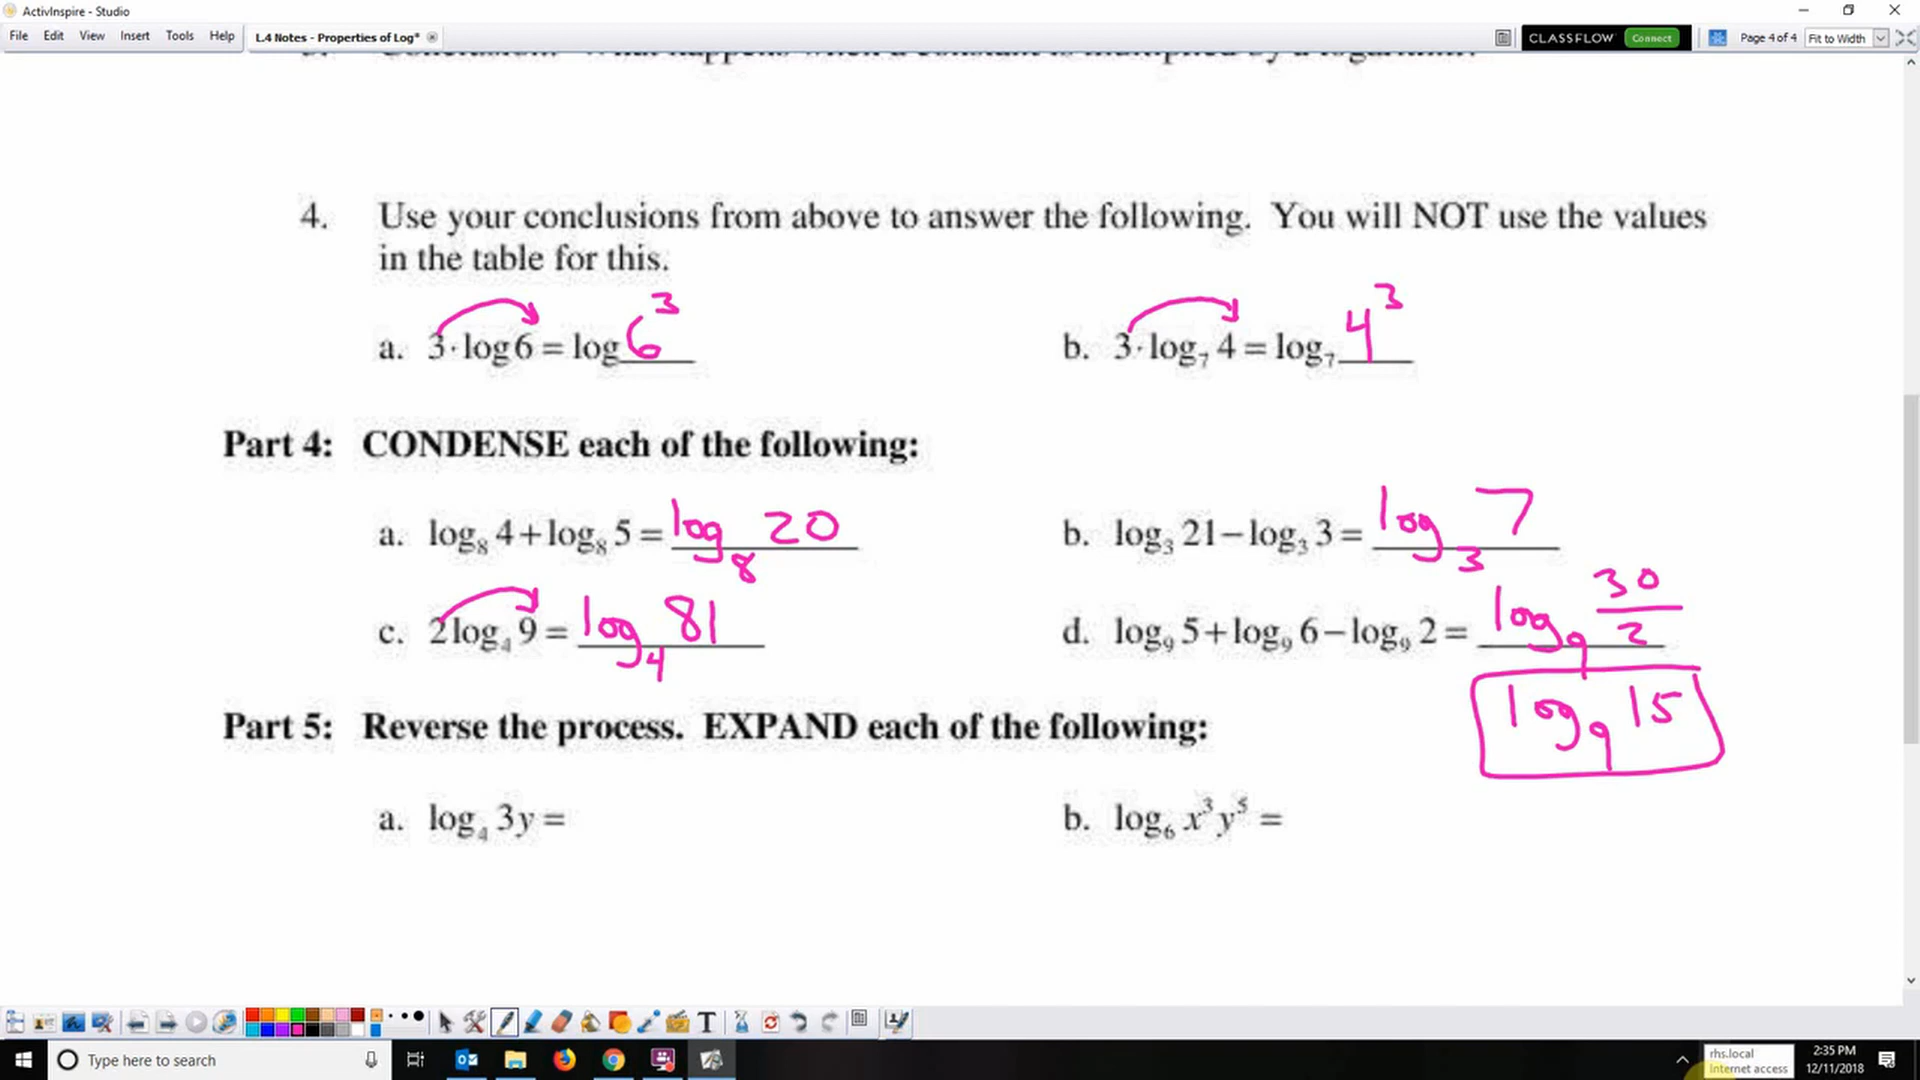 ActivInspire - Studio
File Edit View Insert Tools Help L.4 Notes - Properties of Log* CLASSFLOW Connect Page 4 of 4 Fit to Width
4. Use your conclusions from above to answer the following. You will NOT use the values
in the table for this.
a. 3·log 6 = log 6³
b. 3·log₇ 4 = log₇ 4³
Part 4: CONDENSE each of the following:
a. log₈ 4 + log₈ 5 = log₈ 20
b. log₃ 21 − log₃ 3 = log₃ 7
c. 2 log₄ 9 = log₄ 81
d. log₉ 5 + log₉ 6 − log₉ 2 = log₉ 30/2
log₉ 15
Part 5: Reverse the process. EXPAND each of the following:
a. log₄ 3y =
b. log₆ x³y⁵ =
Type here to search
rhs.local
Internet access
2:35 PM
12/11/2018